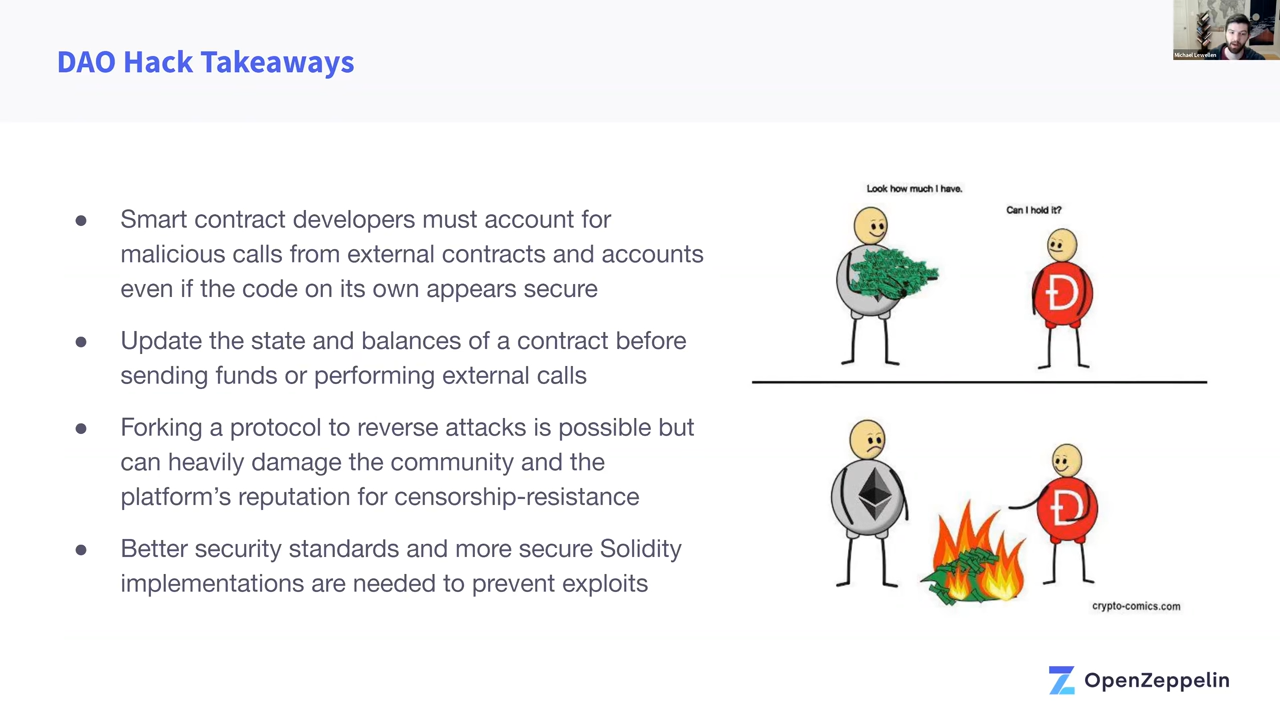 DAO Hack Takeaways
Michael Lewellen
● Smart contract developers must account for
malicious calls from external contracts and accounts
even if the code on its own appears secure
● Update the state and balances of a contract before
sending funds or performing external calls
● Forking a protocol to reverse attacks is possible but
can heavily damage the community and the
platform’s reputation for censorship-resistance
● Better security standards and more secure Solidity
implementations are needed to prevent exploits
Look how much I have.
Can I hold it?
Đ
Đ
crypto-comics.com
OpenZeppelin